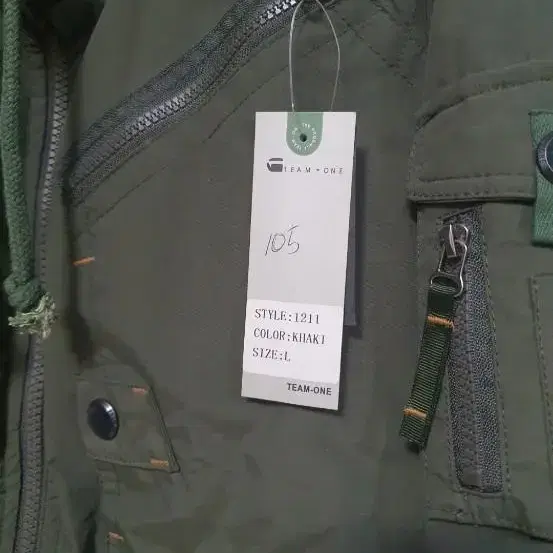 TEAM-ONE
105
STYLE:1211
COLOR:KHAKI
SIZE:L
TEAM-ONE